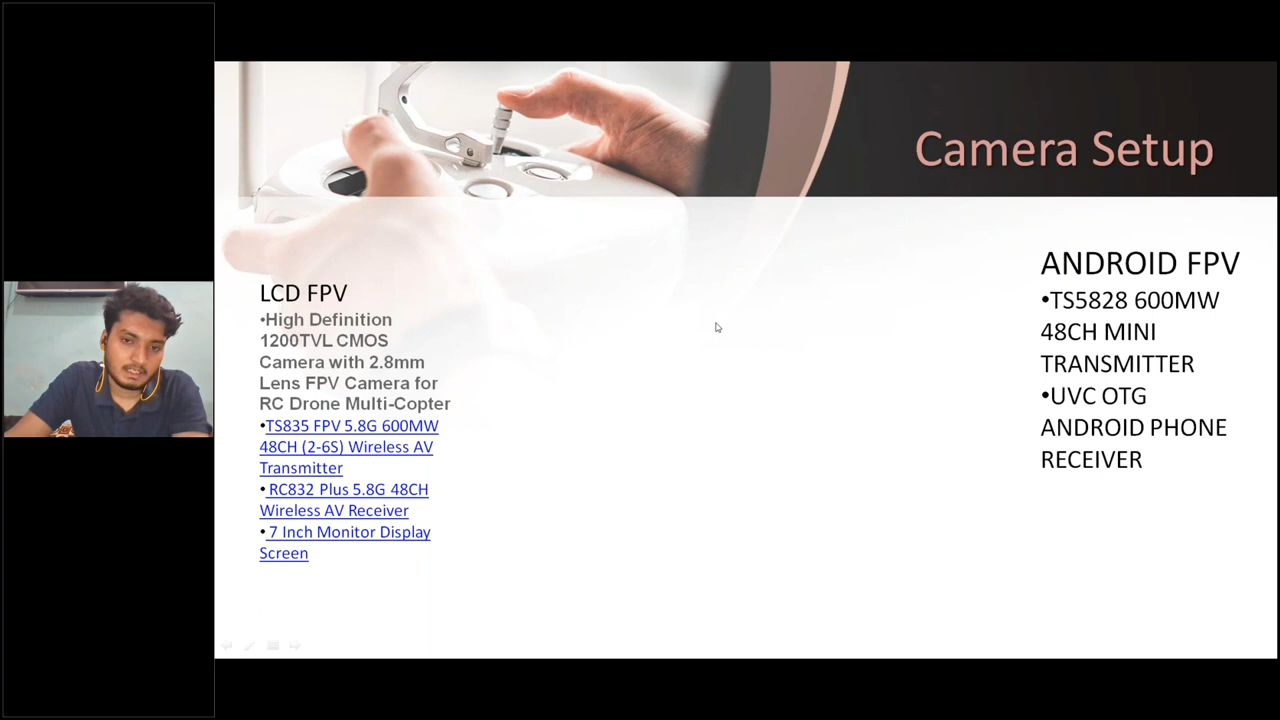 Camera Setup
LCD FPV
•High Definition
1200TVL CMOS
Camera with 2.8mm
Lens FPV Camera for
RC Drone Multi-Copter
•TS835 FPV 5.8G 600MW
48CH (2-6S) Wireless AV
Transmitter
• RC832 Plus 5.8G 48CH
Wireless AV Receiver
• 7 Inch Monitor Display
Screen
ANDROID FPV
•TS5828 600MW
48CH MINI
TRANSMITTER
•UVC OTG
ANDROID PHONE
RECEIVER